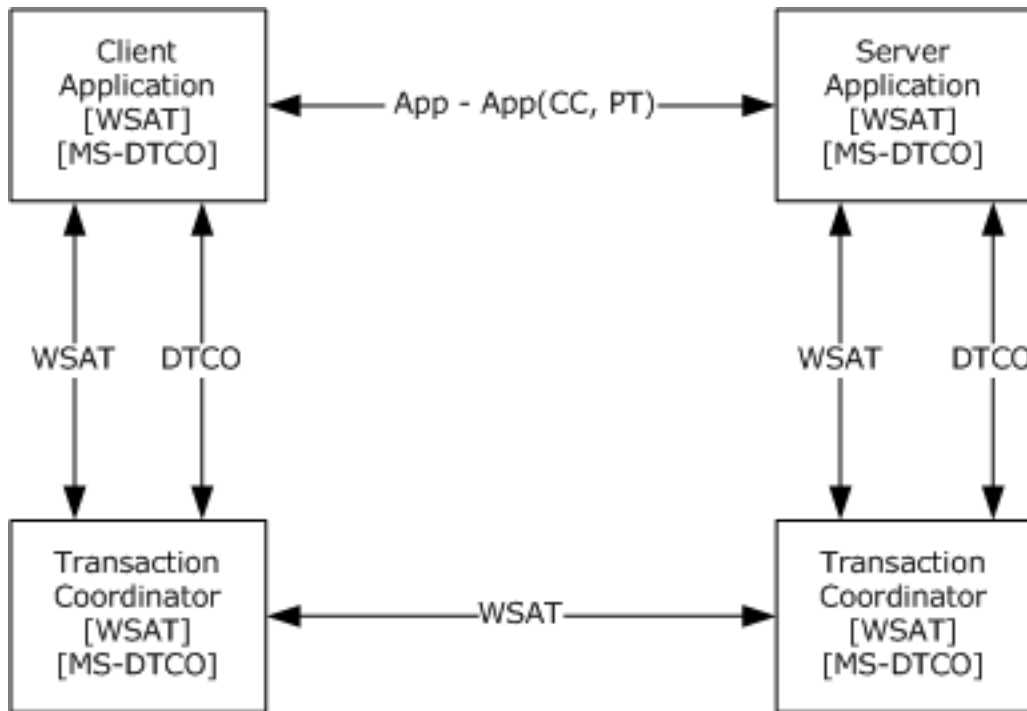 Client
Application
[WSAT]
[MS-DTCO]
App - App(CC, PT)
Server
Application
[WSAT]
[MS-DTCO]
WSAT
DTCO
WSAT
DTCO
Transaction
Coordinator
[WSAT]
[MS-DTCO]
WSAT
Transaction
Coordinator
[WSAT]
[MS-DTCO]